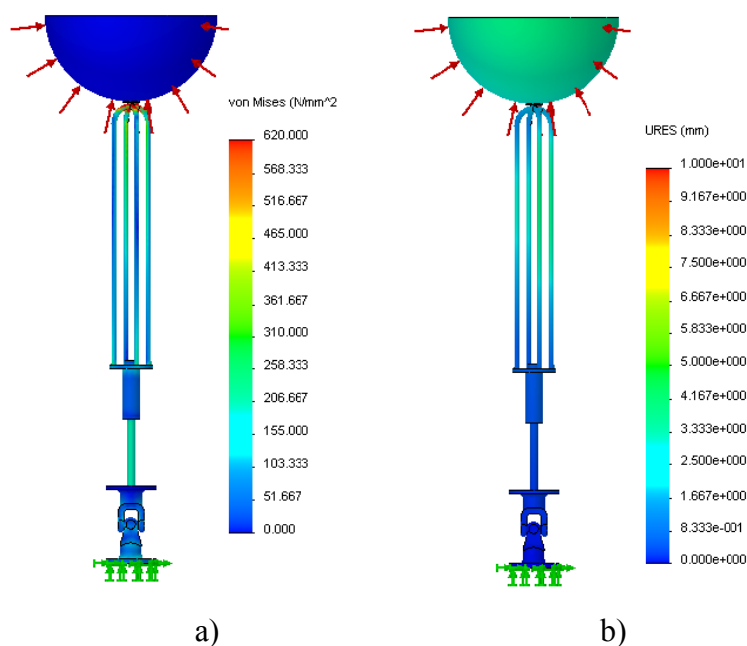 von Mises (N/mm^2
620.000
568.333
516.667
465.000
413.333
361.667
310.000
258.333
206.667
155.000
103.333
51.667
0.000
a)
URES (mm)
1.000e+001
9.167e+000
8.333e+000
7.500e+000
6.667e+000
5.833e+000
5.000e+000
4.167e+000
3.333e+000
2.500e+000
1.667e+000
8.333e-001
0.000e+000
b)